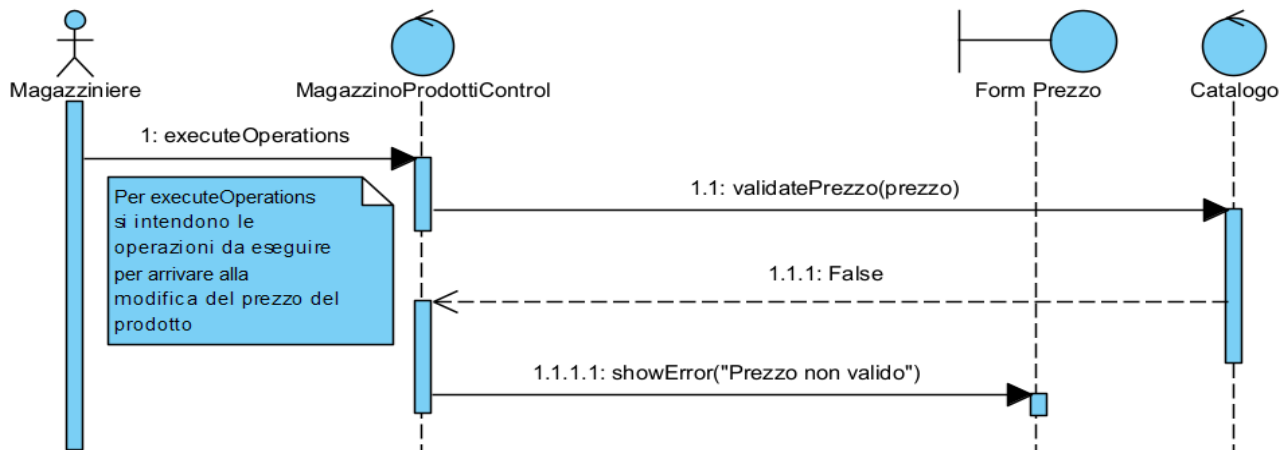 Magazziniere
MagazzinoProdottiControl
Form Prezzo
Catalogo
1: executeOperations
Per executeOperations
si intendono le
operazioni da eseguire
per arrivare alla
modifica del prezzo del
prodotto
1.1: validatePrezzo(prezzo)
1.1.1: False
1.1.1.1: showError("Prezzo non valido")